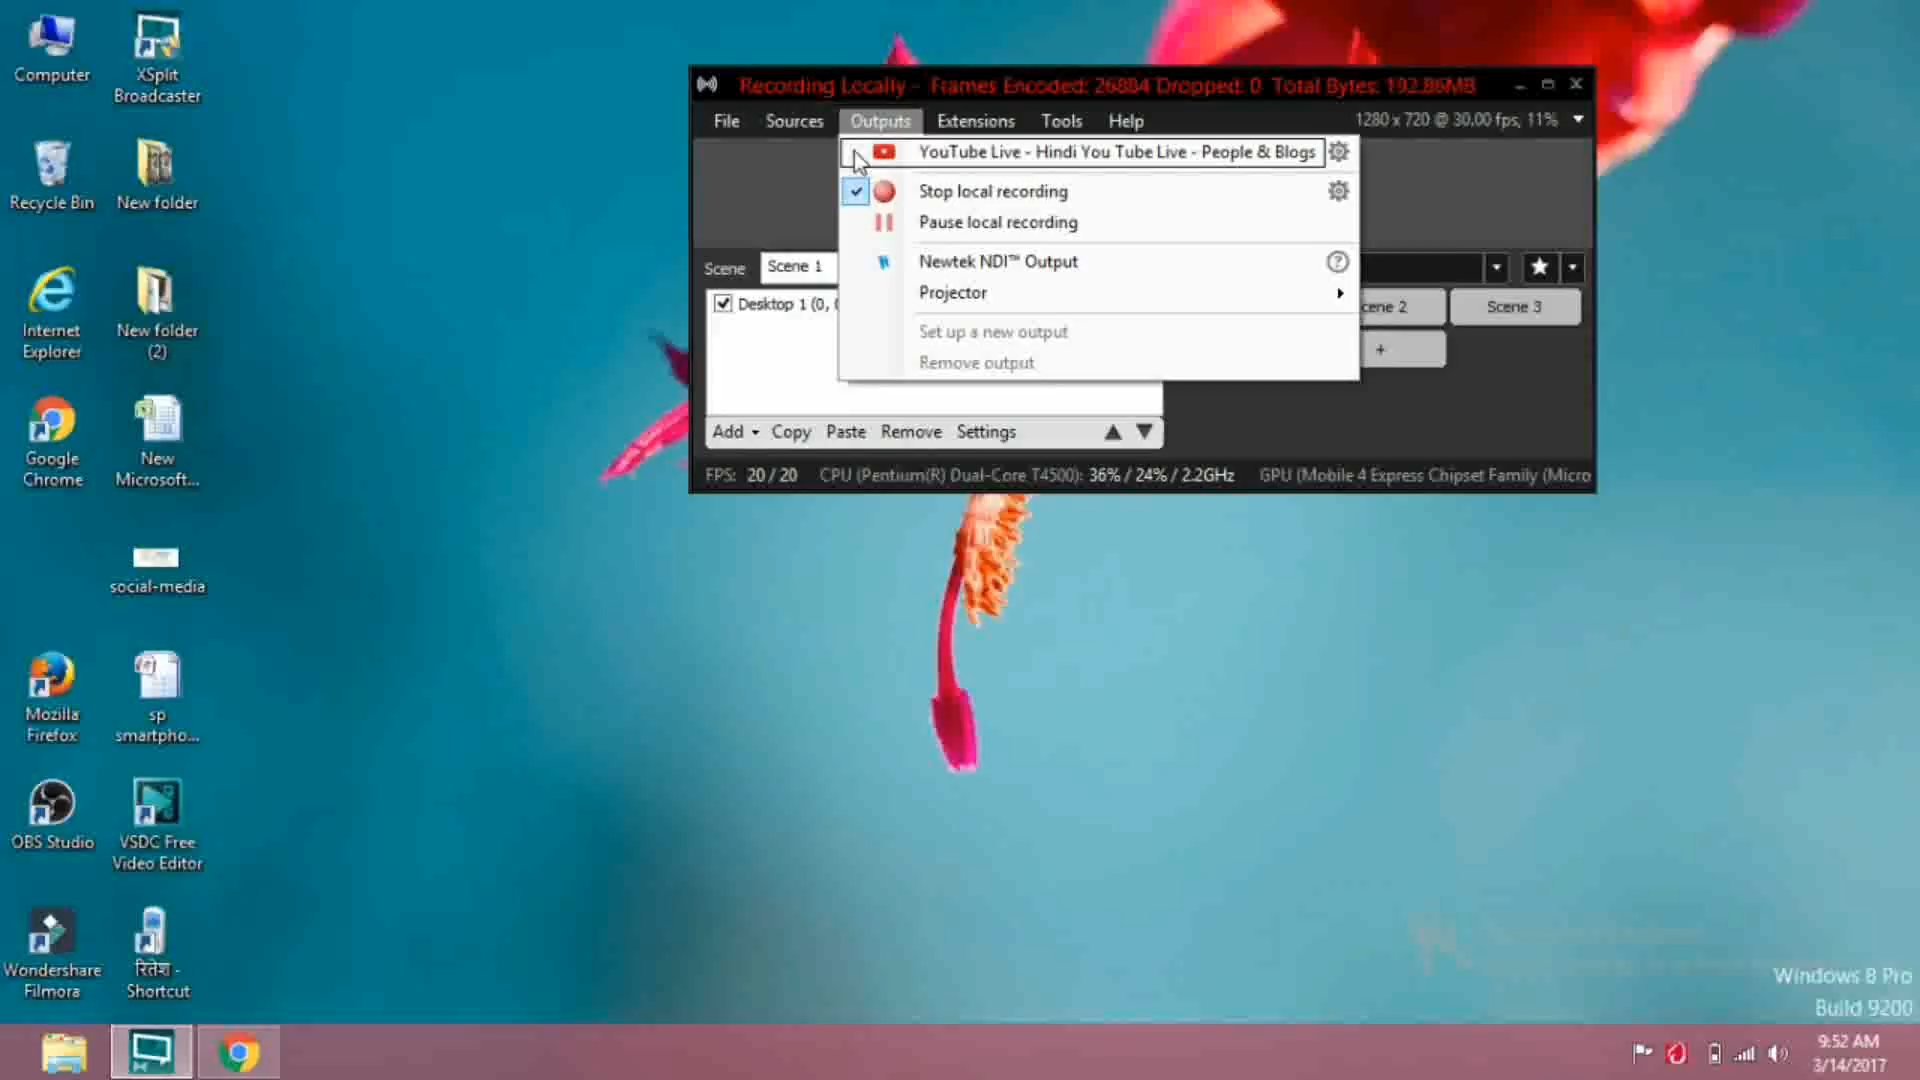 Computer
XSplit
Broadcaster
Recycle Bin
New folder
Internet
Explorer
New folder
(2)
Google
Chrome
New
Microsoft...
social-media
Mozilla
Firefox
sp
smartpho...
OBS Studio
VSDC Free
Video Editor
Wondershare
Filmora
रितेश -
Shortcut
Recording Locally - Frames Encoded: 26884 Dropped: 0 Total Bytes: 192.86MB
File Sources Outputs Extensions Tools Help
1280 x 720 @ 30.00 fps, 11%
YouTube Live - Hindi You Tube Live - People & Blogs
Stop local recording
Pause local recording
Newtek NDI™ Output
Projector
Set up a new output
Remove output
Scene Scene 1
Desktop 1 (0,
cene 2
Scene 3
+
Add Copy Paste Remove Settings
FPS: 20 / 20 CPU (Pentium(R) Dual-Core T4500): 36% / 24% / 2.2GHz GPU (Mobile 4 Express Chipset Family (Micro
Windows 8 Pro
Build 9200
9:52 AM
3/14/2017